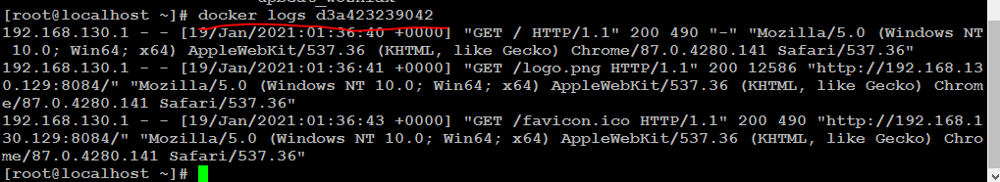 [root@localhost ~]# docker logs d3a423239042
192.168.130.1 - - [19/Jan/2021:01:36:40 +0000] "GET / HTTP/1.1" 200 490 "-" "Mozilla/5.0 (Windows NT
10.0; Win64; x64) AppleWebKit/537.36 (KHTML, like Gecko) Chrome/87.0.4280.141 Safari/537.36"
192.168.130.1 - - [19/Jan/2021:01:36:41 +0000] "GET /logo.png HTTP/1.1" 200 12586 "http://192.168.13
0.129:8084/" "Mozilla/5.0 (Windows NT 10.0; Win64; x64) AppleWebKit/537.36 (KHTML, like Gecko) Chrom
e/87.0.4280.141 Safari/537.36"
192.168.130.1 - - [19/Jan/2021:01:36:43 +0000] "GET /favicon.ico HTTP/1.1" 200 490 "http://192.168.1
30.129:8084/" "Mozilla/5.0 (Windows NT 10.0; Win64; x64) AppleWebKit/537.36 (KHTML, like Gecko) Chro
me/87.0.4280.141 Safari/537.36"
[root@localhost ~]#